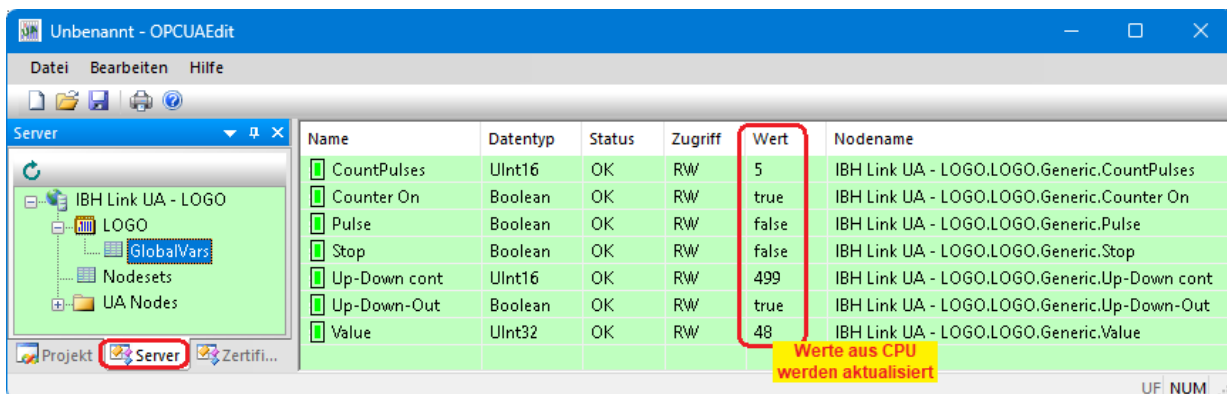 Unbenannt - OPCUAEdit
Datei Bearbeiten Hilfe
Server
IBH Link UA - LOGO
LOGO
GlobalVars
Nodesets
UA Nodes
Projekt Server Zertifi...
Name Datentyp Status Zugriff Wert Nodename
CountPulses UInt16 OK RW 5 IBH Link UA - LOGO.LOGO.Generic.CountPulses
Counter On Boolean OK RW true IBH Link UA - LOGO.LOGO.Generic.Counter On
Pulse Boolean OK RW false IBH Link UA - LOGO.LOGO.Generic.Pulse
Stop Boolean OK RW false IBH Link UA - LOGO.LOGO.Generic.Stop
Up-Down cont UInt16 OK RW 499 IBH Link UA - LOGO.LOGO.Generic.Up-Down cont
Up-Down-Out Boolean OK RW true IBH Link UA - LOGO.LOGO.Generic.Up-Down-Out
Value UInt32 OK RW 48 IBH Link UA - LOGO.LOGO.Generic.Value
Werte aus CPU
werden aktualisiert
UF NUM